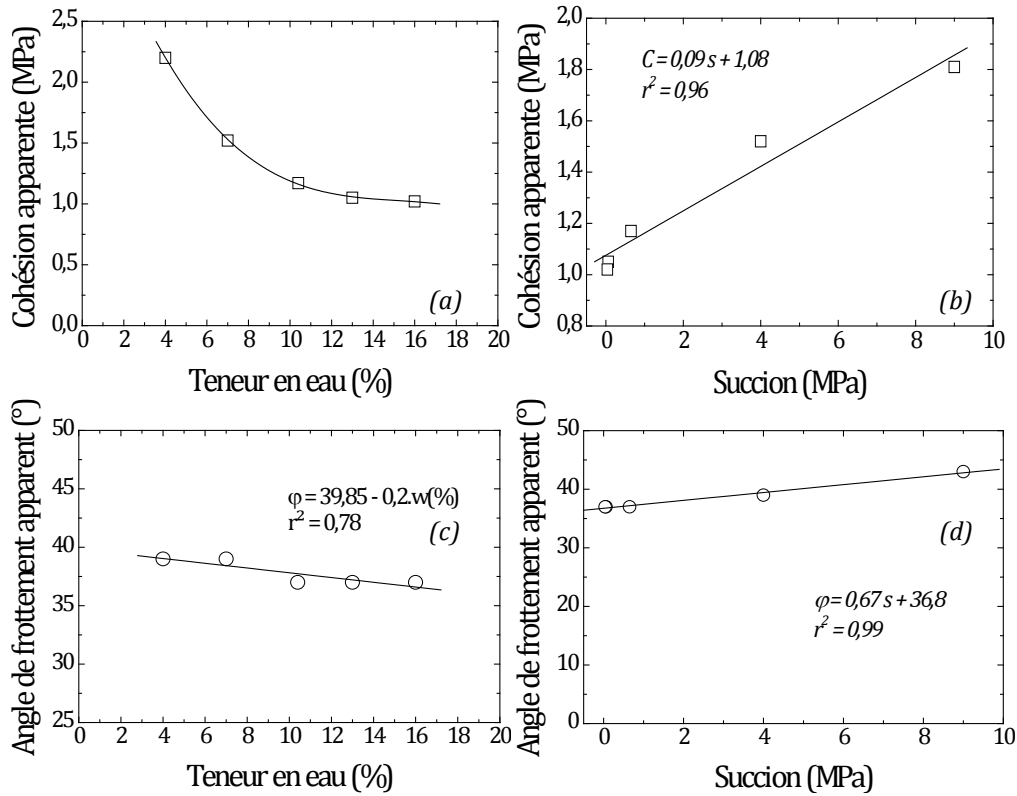 Cohésion apparente (MPa)
2,5
2,0
1,5
1,0
0,5
0,0
(a)
0 2 4 6 8 10 12 14 16 18 20
Teneur en eau (%)
Cohésion apparente (MPa)
2,0
1,8
1,6
1,4
1,2
1,0
0,8
C = 0,09 s + 1,08
r² = 0,96
(b)
0 2 4 6 8 10
Succion (MPa)
Angle de frottement apparent (°)
50
45
40
35
30
25
φ = 39,85 - 0,2.w(%)
r² = 0,78
(c)
0 2 4 6 8 10 12 14 16 18 20
Teneur en eau (%)
Angle de frottement apparent (°)
50
40
30
20
10
0
(d)
φ = 0,67 s + 36,8
r² = 0,99
0 2 4 6 8 10
Succion (MPa)